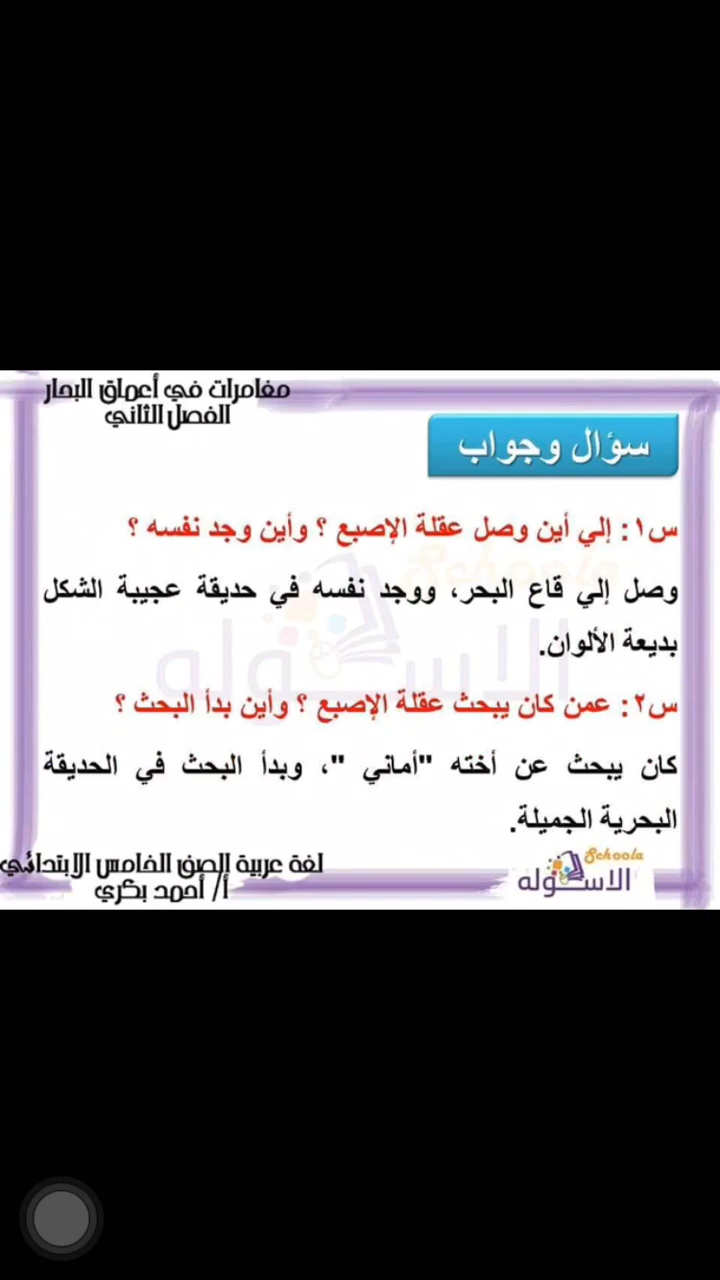 مغامرات في أعماق البحار
الفصل الثاني
سؤال وجواب
س١: إلي أين وصل عقلة الإصبع ؟ وأين وجد نفسه ؟
وصل إلي قاع البحر، ووجد نفسه في حديقة عجيبة الشكل
بديعة الألوان.
س٢: عمن كان يبحث عقلة الإصبع ؟ وأين بدأ البحث ؟
كان يبحث عن أخته "أماني "، وبدأ البحث في الحديقة
البحرية الجميلة.
Schoola
الاسكوله
لغة عربية الصف الخامس الإبتدائي
أ/ أحمد بكري
Schoola
الاسكوله